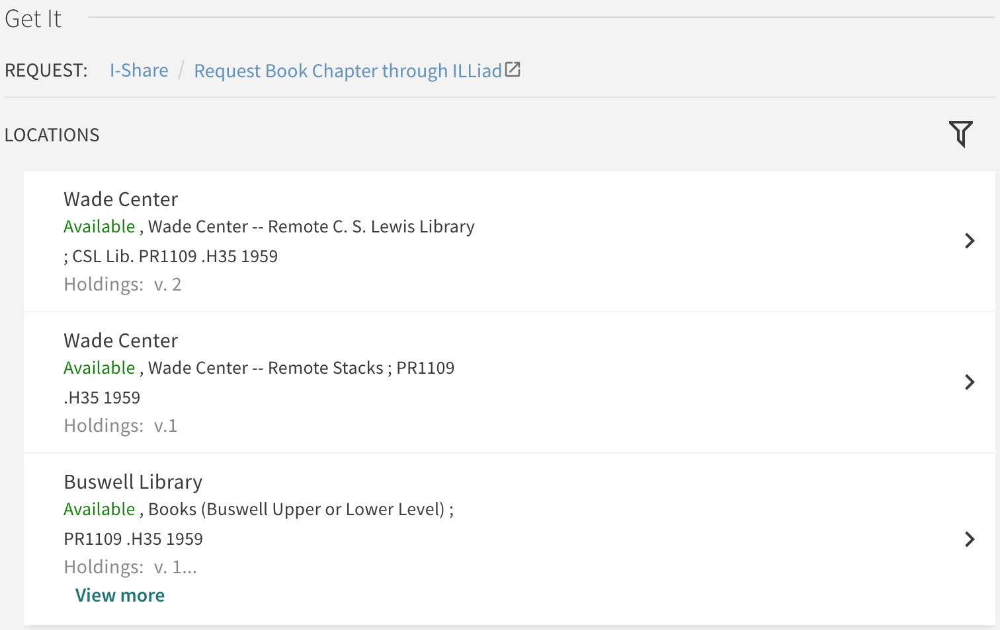 Get It
REQUEST: I-Share / Request Book Chapter through ILLiad
LOCATIONS
Wade Center
Available , Wade Center -- Remote C. S. Lewis Library
; CSL Lib. PR1109 .H35 1959
Holdings: v. 2
Wade Center
Available , Wade Center -- Remote Stacks ; PR1109
.H35 1959
Holdings: v.1
Buswell Library
Available , Books (Buswell Upper or Lower Level) ;
PR1109 .H35 1959
Holdings: v. 1...
View more